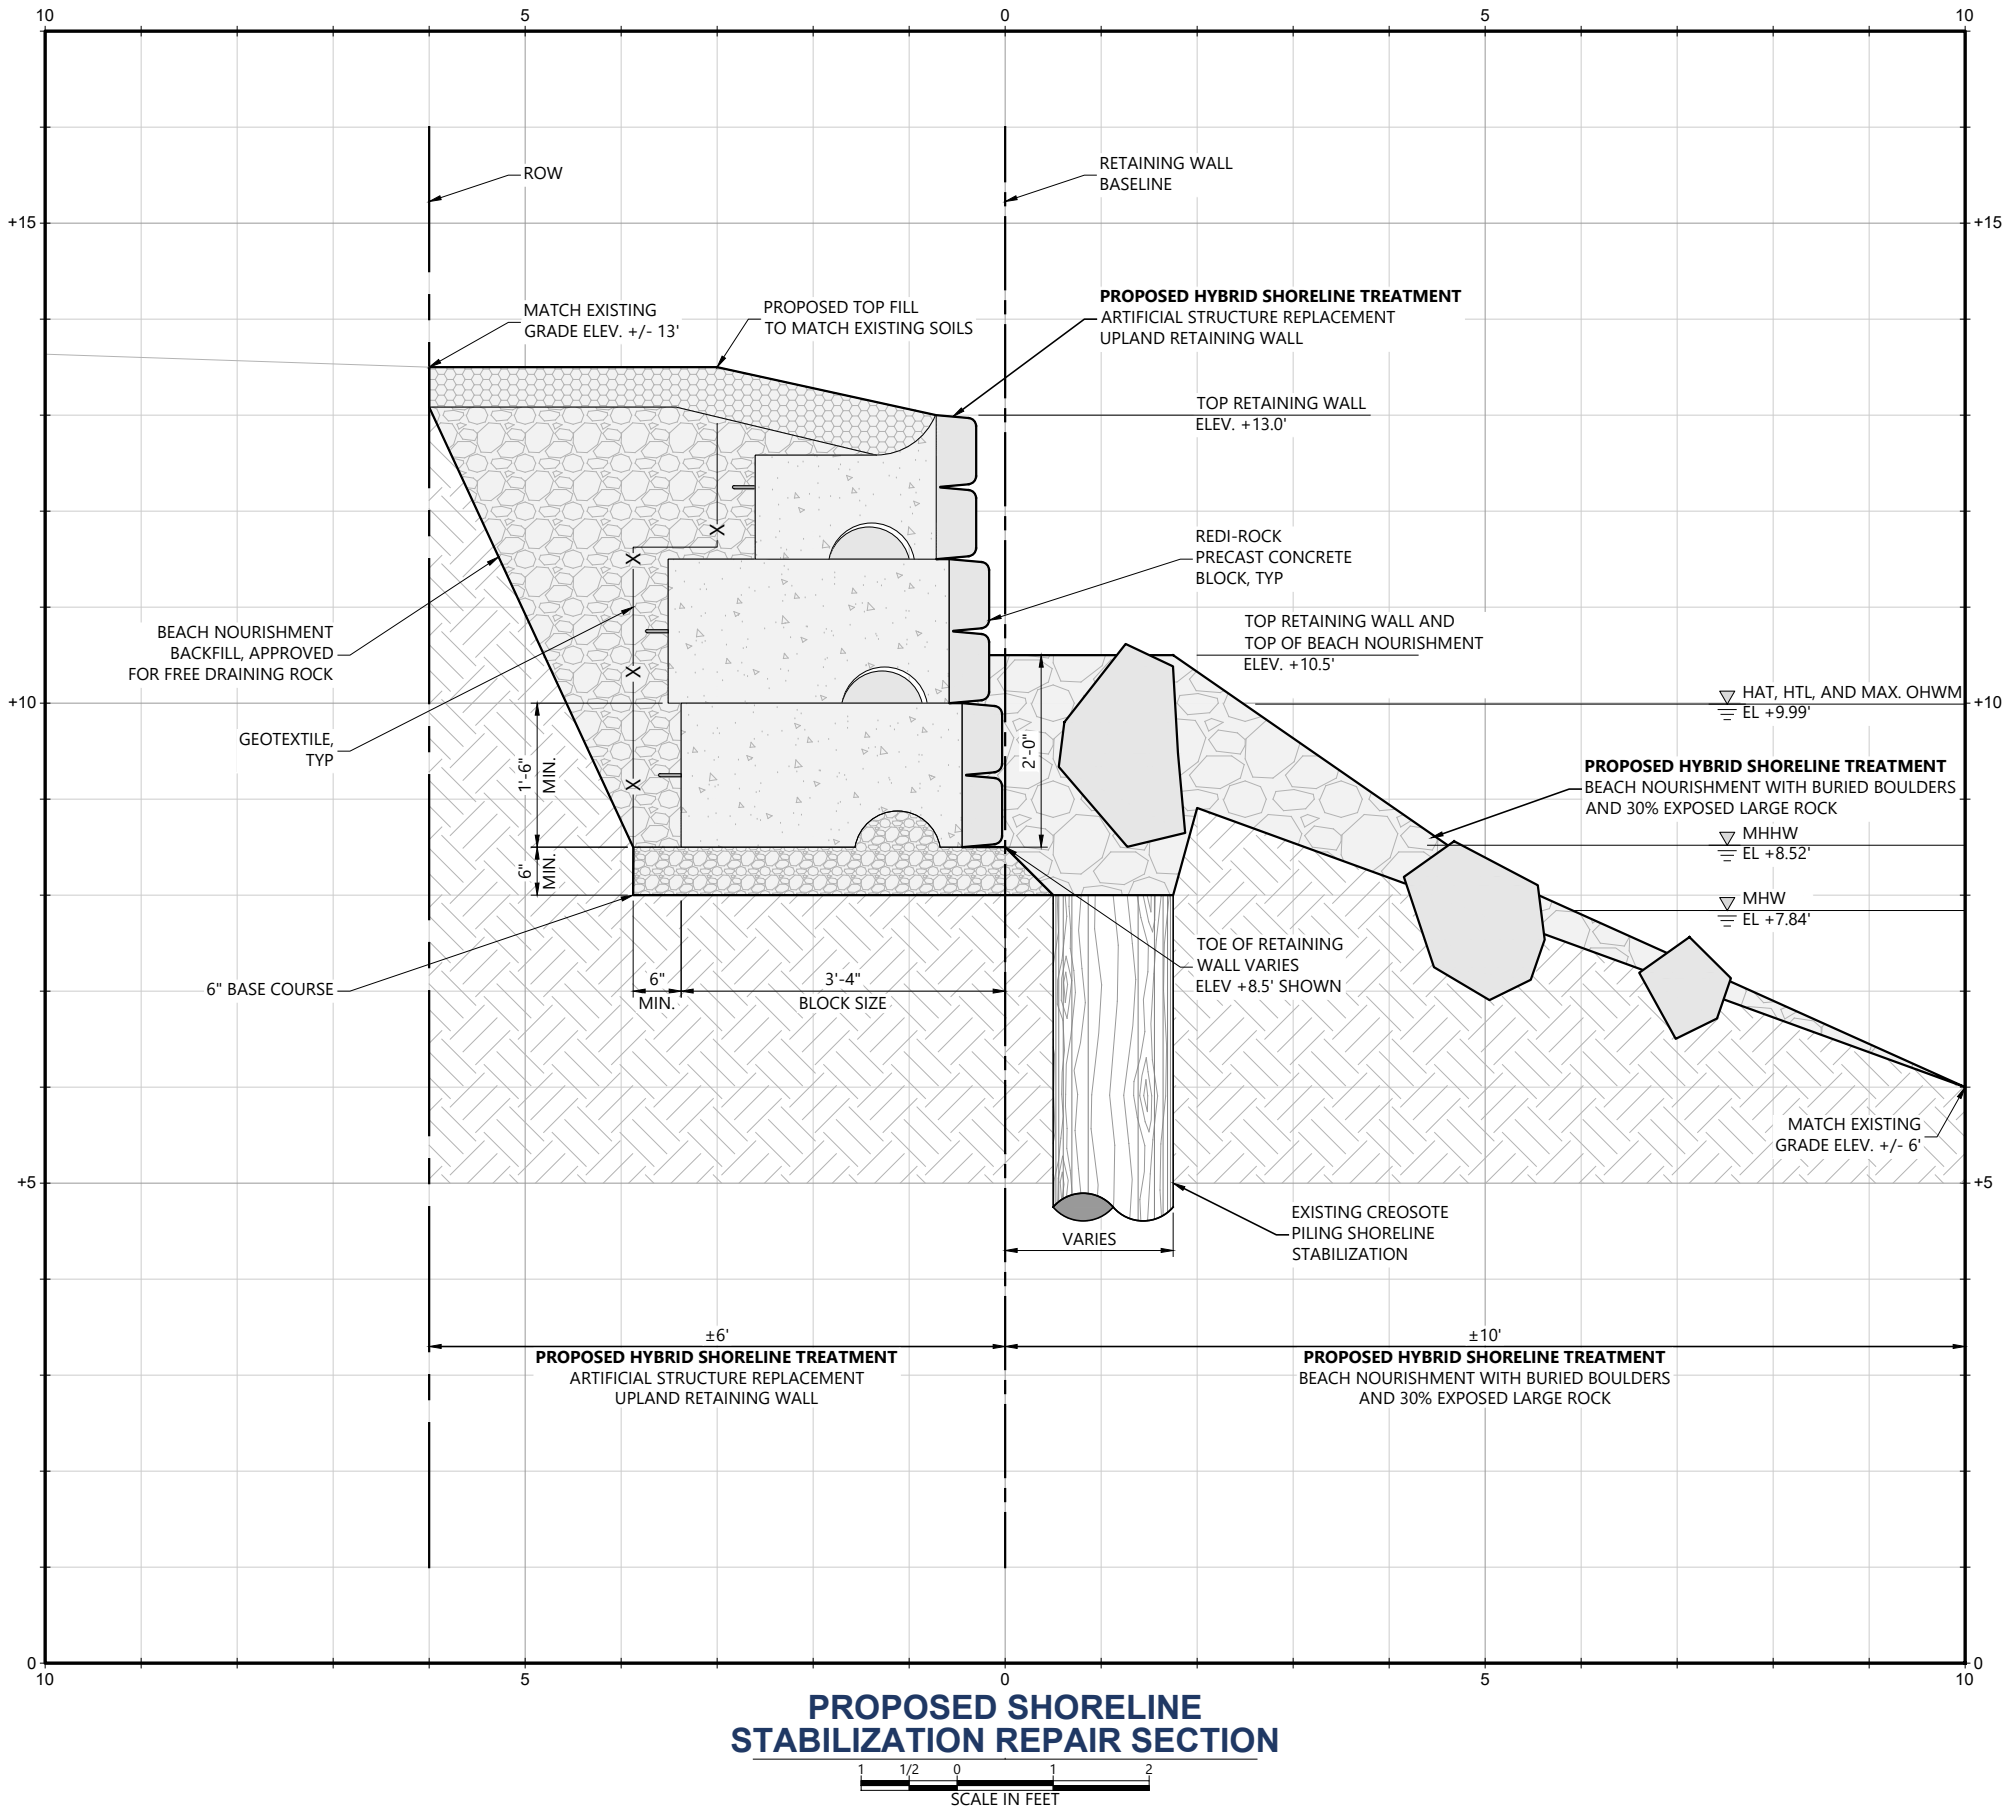 10
5
0
5
10
ROW
RETAINING WALL
BASELINE
+15
+15
MATCH EXISTING
GRADE ELEV. +/- 13'
PROPOSED TOP FILL
TO MATCH EXISTING SOILS
PROPOSED HYBRID SHORELINE TREATMENT
ARTIFICIAL STRUCTURE REPLACEMENT
UPLAND RETAINING WALL
TOP RETAINING WALL
ELEV. +13.0'
X
X
REDI-ROCK
PRECAST CONCRETE
BLOCK, TYP
BEACH NOURISHMENT
BACKFILL, APPROVED
FOR FREE DRAINING ROCK
TOP RETAINING WALL AND
TOP OF BEACH NOURISHMENT
ELEV. +10.5'
X
+10
HAT, HTL, AND MAX. OHWM
EL +9.99'
+10
GEOTEXTILE,
TYP
1'-6"
MIN.
X
2'-0"
PROPOSED HYBRID SHORELINE TREATMENT
BEACH NOURISHMENT WITH BURIED BOULDERS
AND 30% EXPOSED LARGE ROCK
MHHW
EL +8.52'
6"
MIN.
MHW
EL +7.84'
TOE OF RETAINING
WALL VARIES
ELEV +8.5' SHOWN
6" BASE COURSE
6"
MIN.
3'-4"
BLOCK SIZE
MATCH EXISTING
GRADE ELEV. +/- 6'
+5
+5
EXISTING CREOSOTE
PILING SHORELINE
STABILIZATION
VARIES
±6'
PROPOSED HYBRID SHORELINE TREATMENT
ARTIFICIAL STRUCTURE REPLACEMENT
UPLAND RETAINING WALL
±10'
PROPOSED HYBRID SHORELINE TREATMENT
BEACH NOURISHMENT WITH BURIED BOULDERS
AND 30% EXPOSED LARGE ROCK
0
0
10
5
0
5
10
PROPOSED SHORELINE
STABILIZATION REPAIR SECTION
1 1/2 0 1 2
SCALE IN FEET